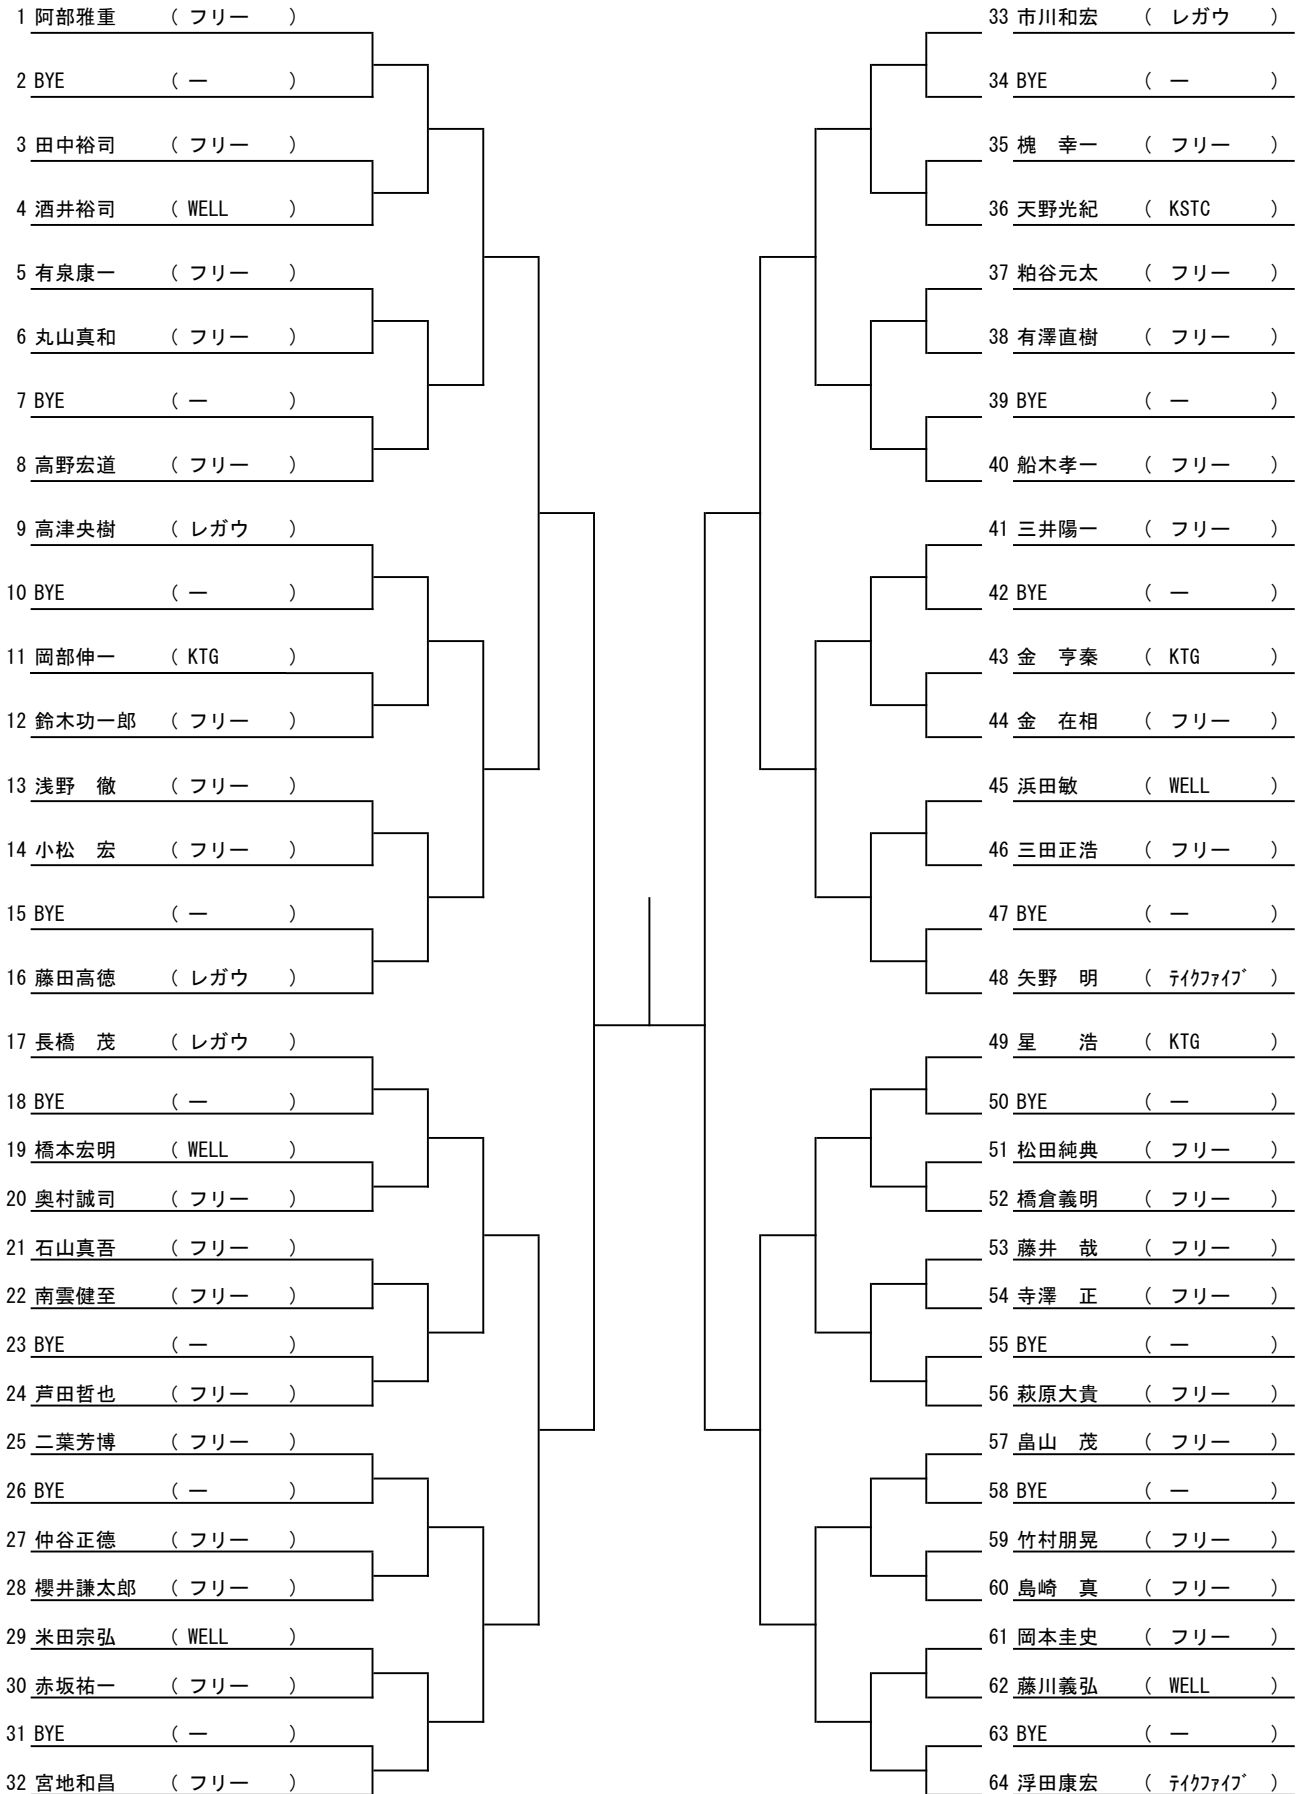 1 阿部雅重 ( フリー )
2 BYE ( ー )
3 田中裕司 ( フリー )
4 酒井裕司 ( WELL )
5 有泉康一 ( フリー )
6 丸山真和 ( フリー )
7 BYE ( ー )
8 高野宏道 ( フリー )
9 高津央樹 ( レガウ )
10 BYE ( ー )
11 岡部伸一 ( KTG )
12 鈴木功一郎 ( フリー )
13 浅野　徹 ( フリー )
14 小松　宏 ( フリー )
15 BYE ( ー )
16 藤田高徳 ( レガウ )
17 長橋　茂 ( レガウ )
18 BYE ( ー )
19 橋本宏明 ( WELL )
20 奥村誠司 ( フリー )
21 石山真吾 ( フリー )
22 南雲健至 ( フリー )
23 BYE ( ー )
24 芦田哲也 ( フリー )
25 二葉芳博 ( フリー )
26 BYE ( ー )
27 仲谷正德 ( フリー )
28 櫻井謙太郎 ( フリー )
29 米田宗弘 ( WELL )
30 赤坂祐一 ( フリー )
31 BYE ( ー )
32 宮地和昌 ( フリー )
33 市川和宏 ( レガウ )
34 BYE ( ー )
35 槐　幸一 ( フリー )
36 天野光紀 ( KSTC )
37 粕谷元太 ( フリー )
38 有澤直樹 ( フリー )
39 BYE ( ー )
40 船木孝一 ( フリー )
41 三井陽一 ( フリー )
42 BYE ( ー )
43 金　亨秦 ( KTG )
44 金　在相 ( フリー )
45 浜田敏 ( WELL )
46 三田正浩 ( フリー )
47 BYE ( ー )
48 矢野　明 ( ﾃｲｸﾌｧｲﾌﾞ )
49 星　　浩 ( KTG )
50 BYE ( ー )
51 松田純典 ( フリー )
52 橋倉義明 ( フリー )
53 藤井　哉 ( フリー )
54 寺澤　正 ( フリー )
55 BYE ( ー )
56 萩原大貴 ( フリー )
57 畠山　茂 ( フリー )
58 BYE ( ー )
59 竹村朋晃 ( フリー )
60 島崎　真 ( フリー )
61 岡本圭史 ( フリー )
62 藤川義弘 ( WELL )
63 BYE ( ー )
64 浮田康宏 ( ﾃｲｸﾌｧｲﾌﾞ )